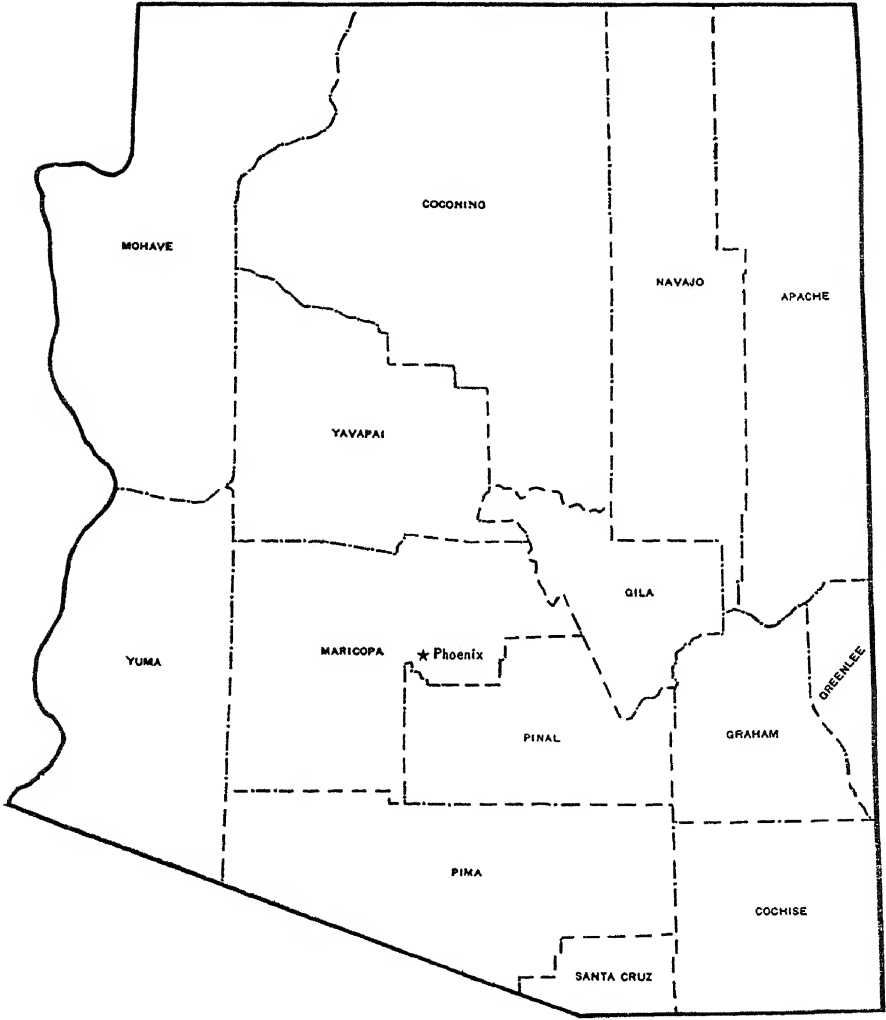 COCONINO
MOHAVE
NAVAJO
APACHE
YAVAPAI
GILA
YUMA
MARICOPA
★ Phoenix
GREENLEE
PINAL
GRAHAM
PIMA
COCHISE
SANTA CRUZ